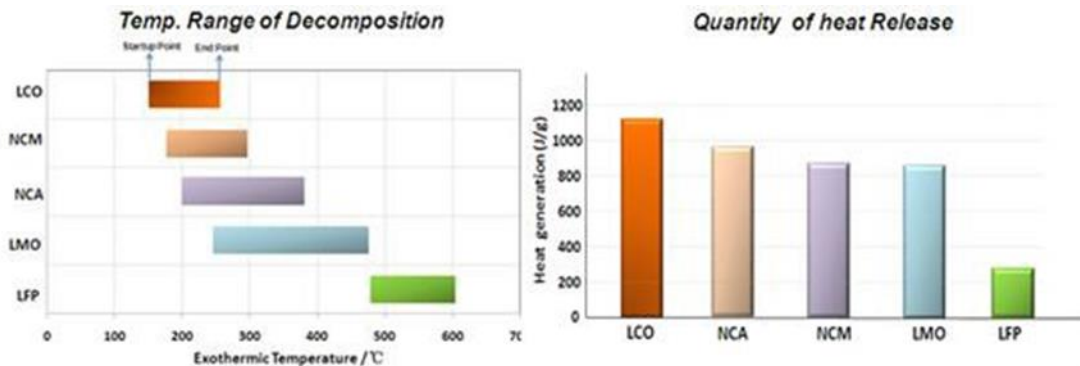 Temp. Range of Decomposition
Startup Point End Point
LCO
NCM
NCA
LMO
LFP
0 100 200 300 400 500 600 70
Exothermic Temperature / ℃
Quantity of heat Release
Heat generation (J/g)
1200
1000
800
600
400
200
0
LCO NCA NCM LMO LFP